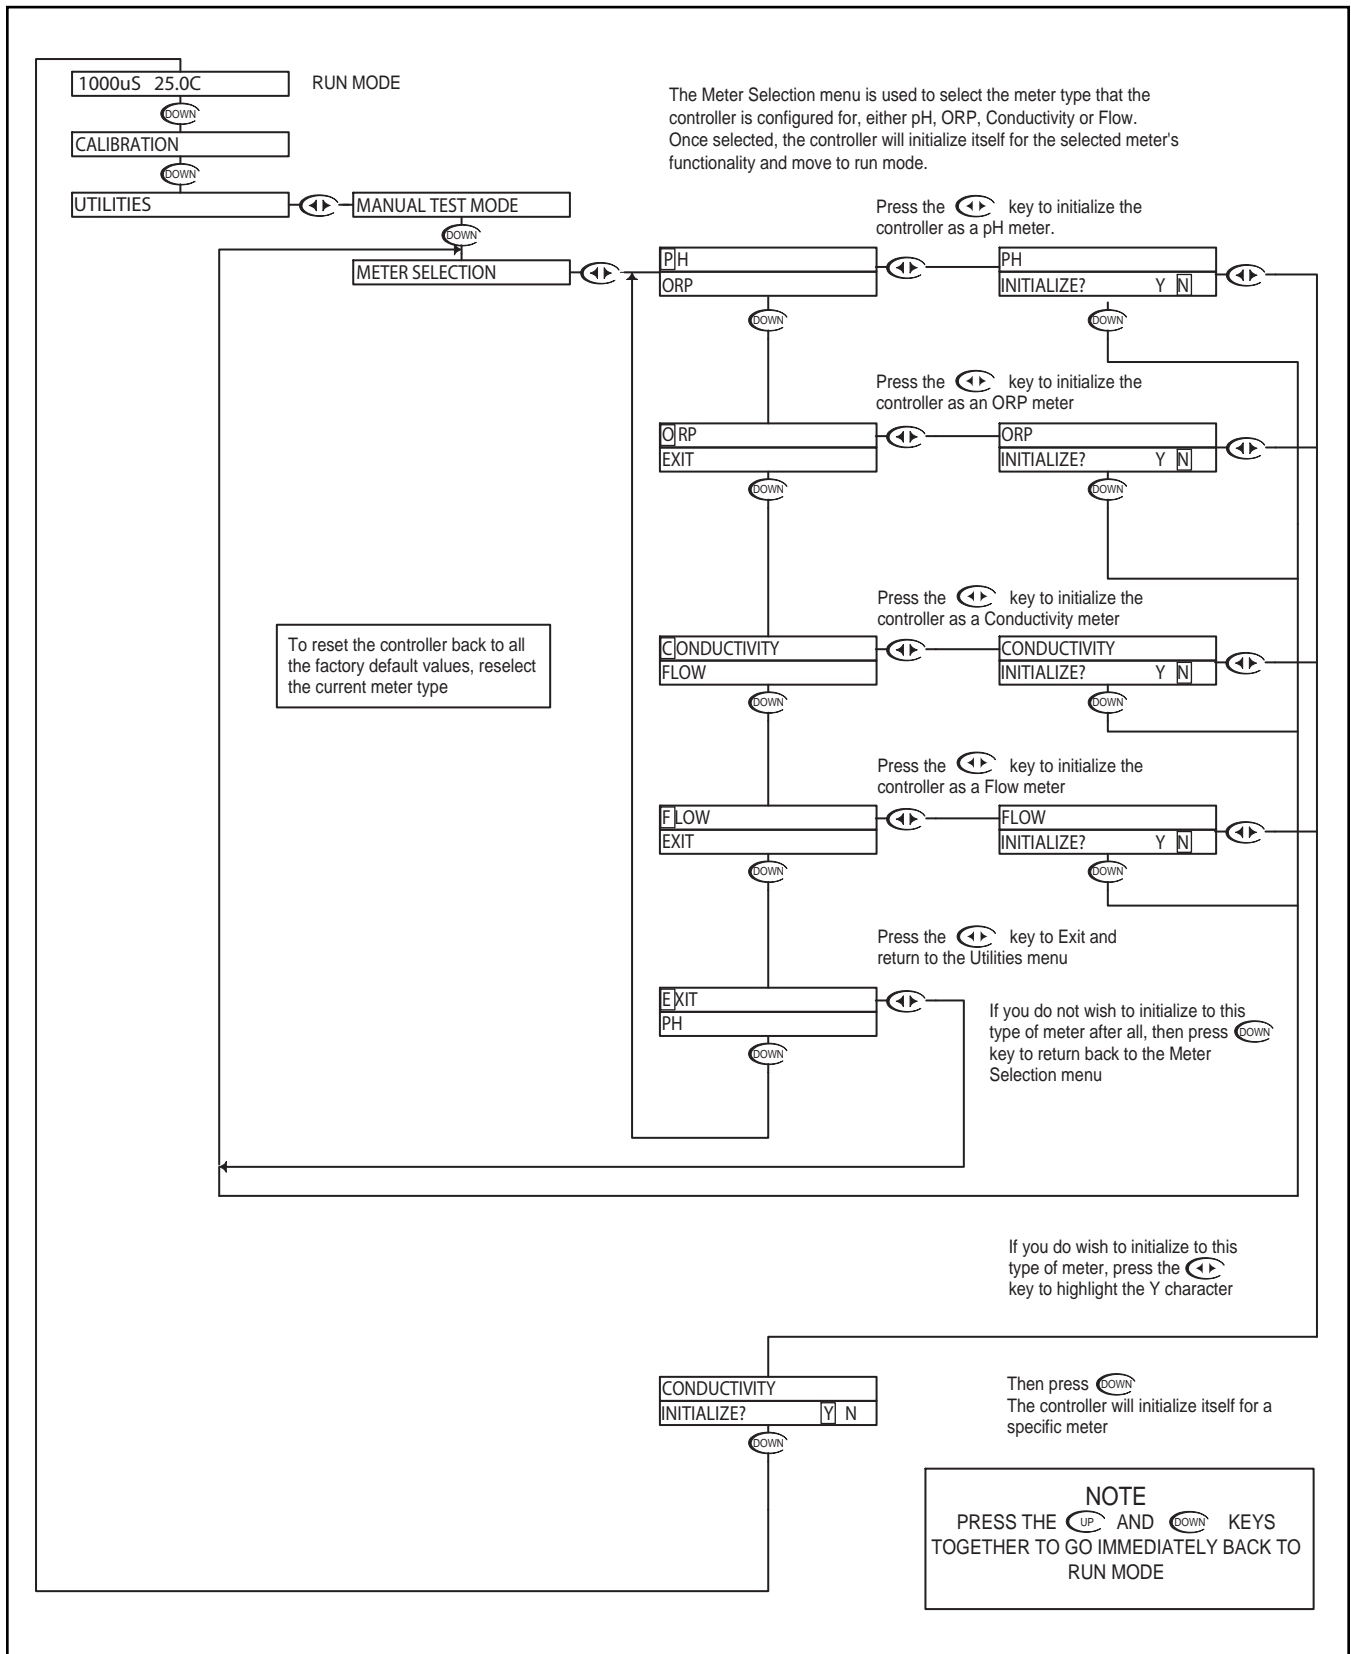 1000uS 25.0C
RUN MODE
DOWN
CALIBRATION
DOWN
UTILITIES
MANUAL TEST MODE
DOWN
METER SELECTION
The Meter Selection menu is used to select the meter type that the
controller is configured for, either pH, ORP, Conductivity or Flow.
Once selected, the controller will initialize itself for the selected meter's
functionality and move to run mode.
Press the key to initialize the
controller as a pH meter.
PH
ORP
DOWN
PH
INITIALIZE? Y N
DOWN
Press the key to initialize the
controller as an ORP meter
ORP
EXIT
DOWN
ORP
INITIALIZE? Y N
DOWN
To reset the controller back to all
the factory default values, reselect
the current meter type
Press the key to initialize the
controller as a Conductivity meter
CONDUCTIVITY
FLOW
DOWN
CONDUCTIVITY
INITIALIZE? Y N
DOWN
Press the key to initialize the
controller as a Flow meter
FLOW
EXIT
DOWN
FLOW
INITIALIZE? Y N
DOWN
Press the key to Exit and
return to the Utilities menu
EXIT
PH
DOWN
If you do not wish to initialize to this
type of meter after all, then press DOWN
key to return back to the Meter
Selection menu
If you do wish to initialize to this
type of meter, press the
key to highlight the Y character
CONDUCTIVITY
INITIALIZE? Y N
DOWN
Then press DOWN
The controller will initialize itself for a
specific meter
NOTE
PRESS THE UP AND DOWN KEYS
TOGETHER TO GO IMMEDIATELY BACK TO
RUN MODE